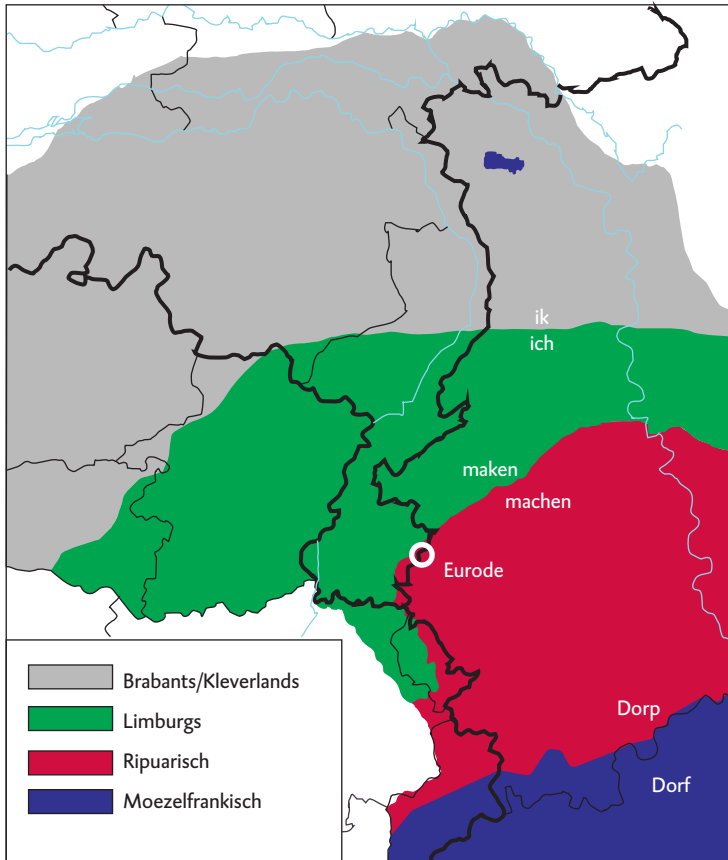 ik
ich
maken
machen
Eurode
Brabants/Kleverlands
Limburgs
Ripuarisch
Moezelfrankisch
Dorp
Dorf